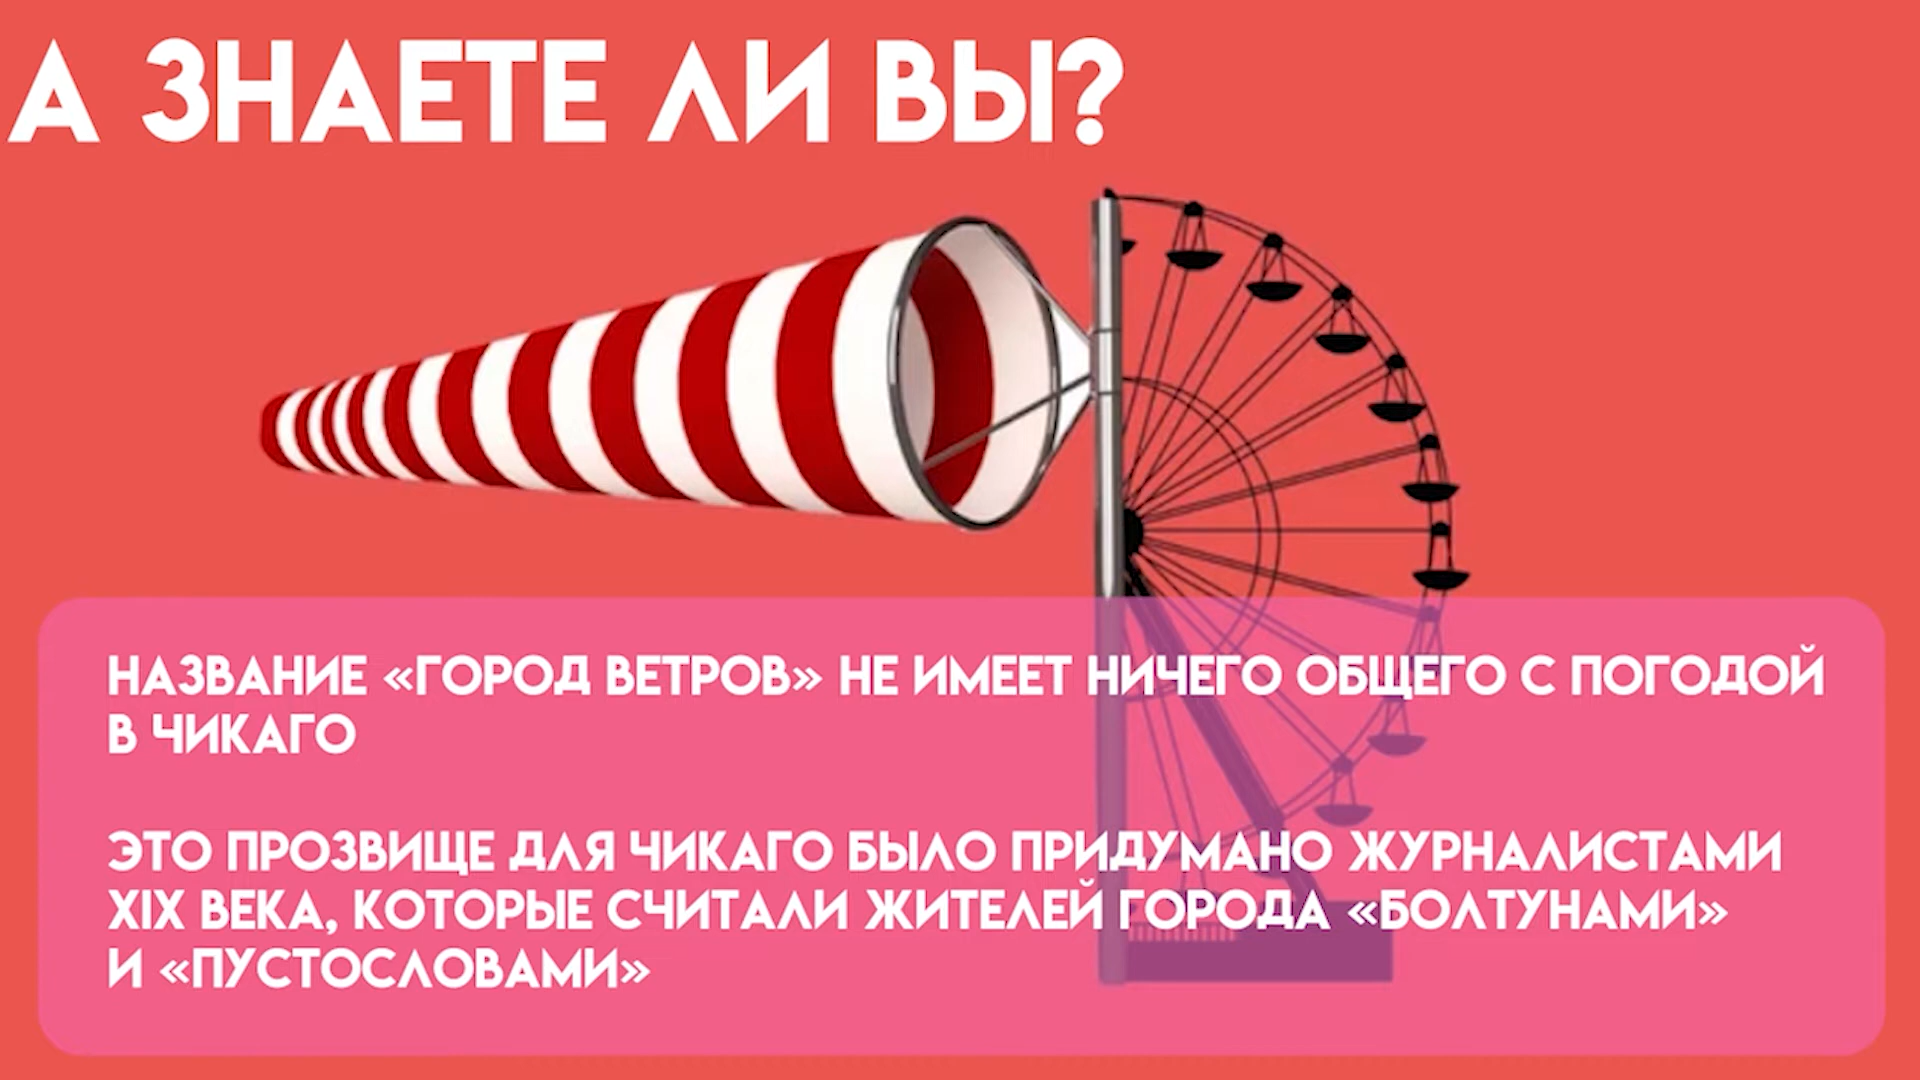 А ЗНАЕТЕ ЛИ ВЫ?
НАЗВАНИЕ «ГОРОД ВЕТРОВ» НЕ ИМЕЕТ НИЧЕГО ОБЩЕГО С ПОГОДОЙ
В ЧИКАГО
ЭТО ПРОЗВИЩЕ ДЛЯ ЧИКАГО БЫЛО ПРИДУМАНО ЖУРНАЛИСТАМИ
XIX ВЕКА, КОТОРЫЕ СЧИТАЛИ ЖИТЕЛЕЙ ГОРОДА «БОЛТУНАМИ»
И «ПУСТОСЛОВАМИ»